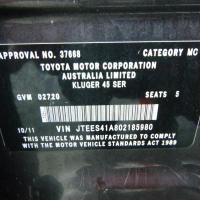 APPROVAL NO. 37668 CATEGORY MC
TOYOTA MOTOR CORPORATION
AUSTRALIA LIMITED
KLUGER 45 SER
GVM 02720 SEATS 5
10/11 VIN JTEES41A802185980
THIS VEHICLE WAS MANUFACTURED TO
COMPLY WITH THE MOTOR VEHICLE
STANDARDS ACT 1989